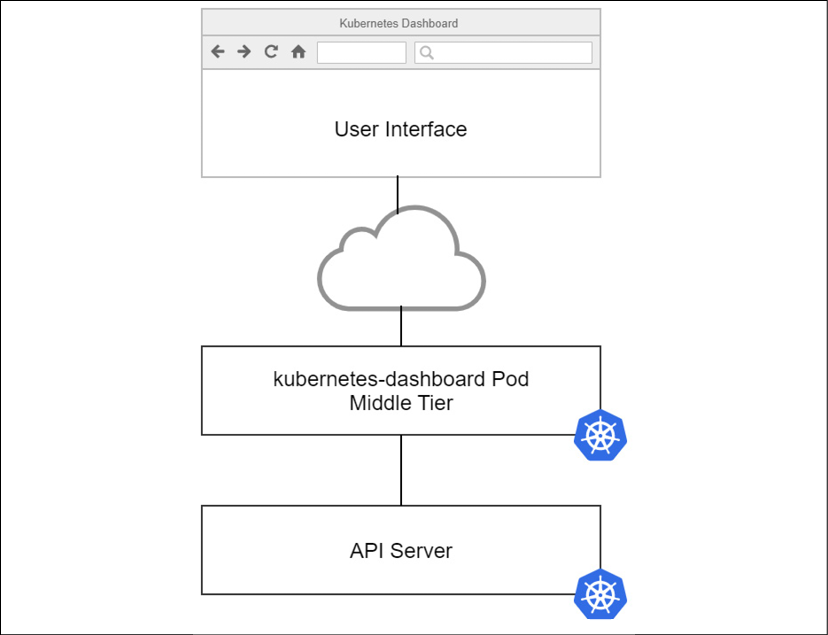 Kubernetes Dashboard
User Interface
kubernetes-dashboard Pod
Middle Tier
API Server